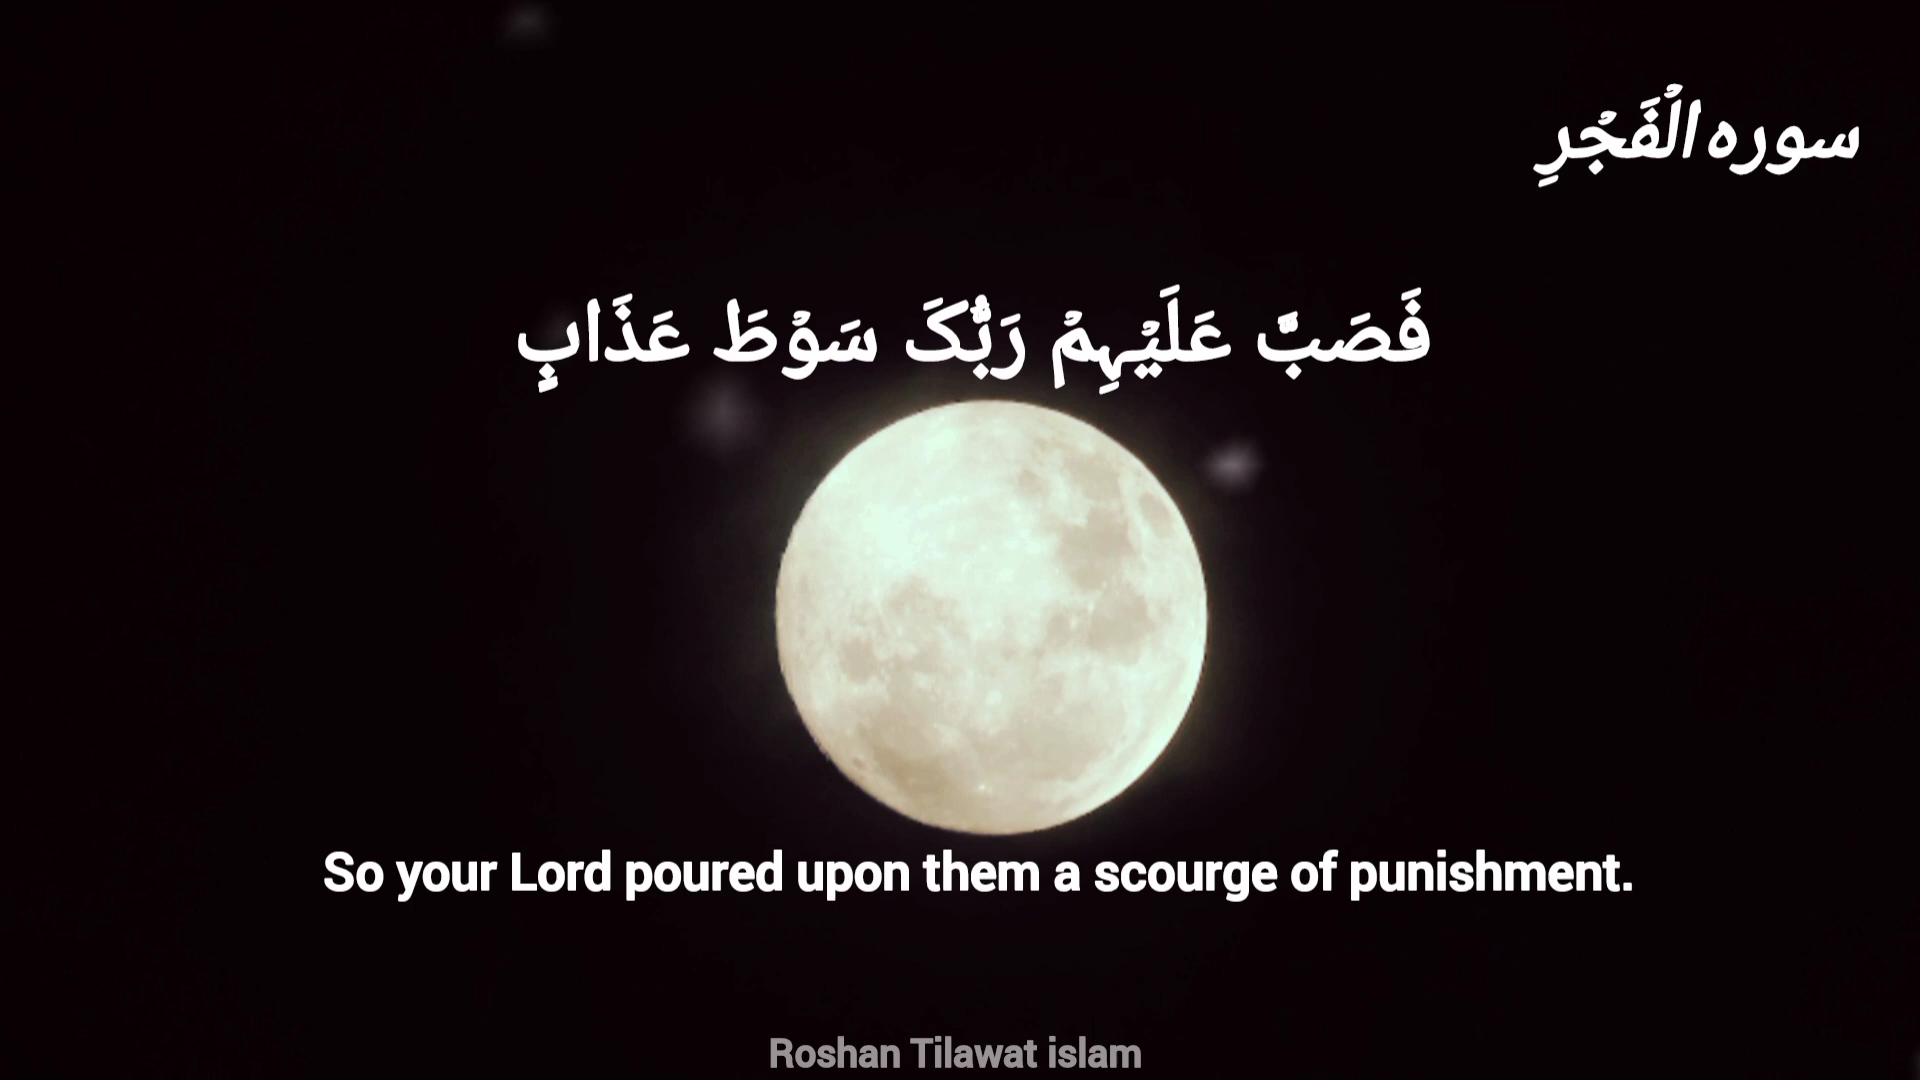 سوره الْفَجْرِ
فَصَبَّ عَلَیْہِمْ رَبُّکَ سَوْطَ عَذَابٍ
So your Lord poured upon them a scourge of punishment.
Roshan Tilawat islam